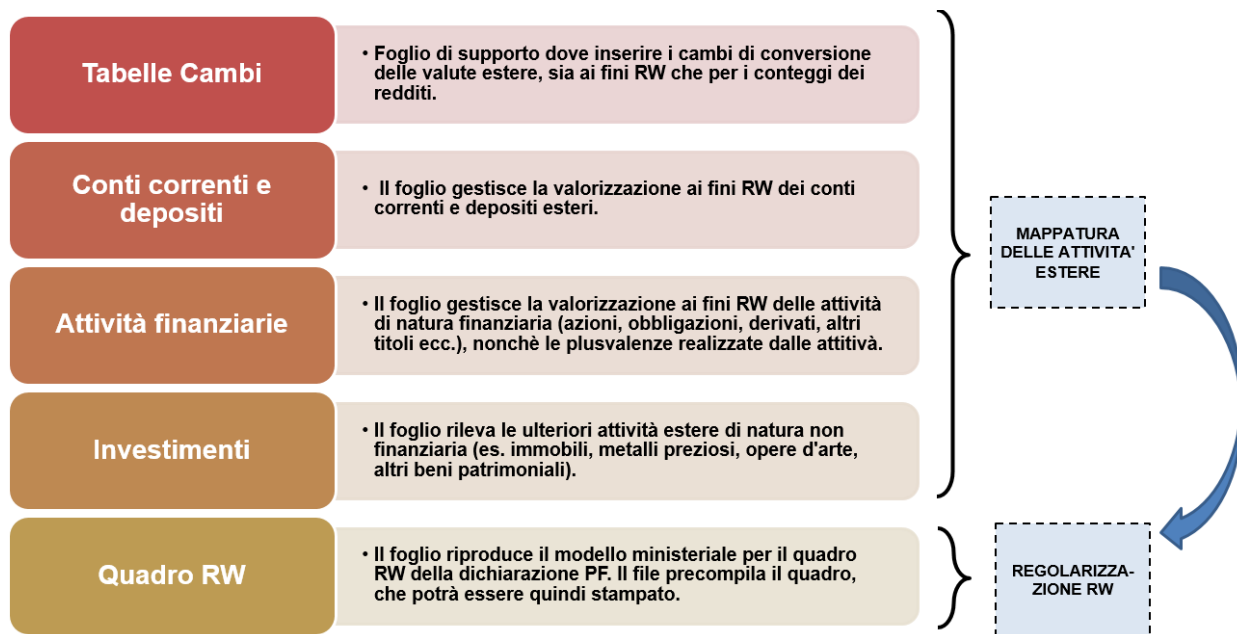 Tabelle Cambi
• Foglio di supporto dove inserire i cambi di conversione
delle valute estere, sia ai fini RW che per i conteggi dei
redditi.
Conti correnti e
depositi
• Il foglio gestisce la valorizzazione ai fini RW dei conti
correnti e depositi esteri.
Attività finanziarie
• Il foglio gestisce la valorizzazione ai fini RW delle attività
di natura finanziaria (azioni, obbligazioni, derivati, altri
titoli ecc.), nonchè le plusvalenze realizzate dalle attitivà.
Investimenti
• Il foglio rileva le ulteriori attività estere di natura non
finanziaria (es. immobili, metalli preziosi, opere d'arte,
altri beni patrimoniali).
MAPPATURA
DELLE ATTIVITA'
ESTERE
Quadro RW
• Il foglio riproduce il modello ministeriale per il quadro
RW della dichiarazione PF. Il file precompila il quadro,
che potrà essere quindi stampato.
REGOLARIZZA-
ZIONE RW